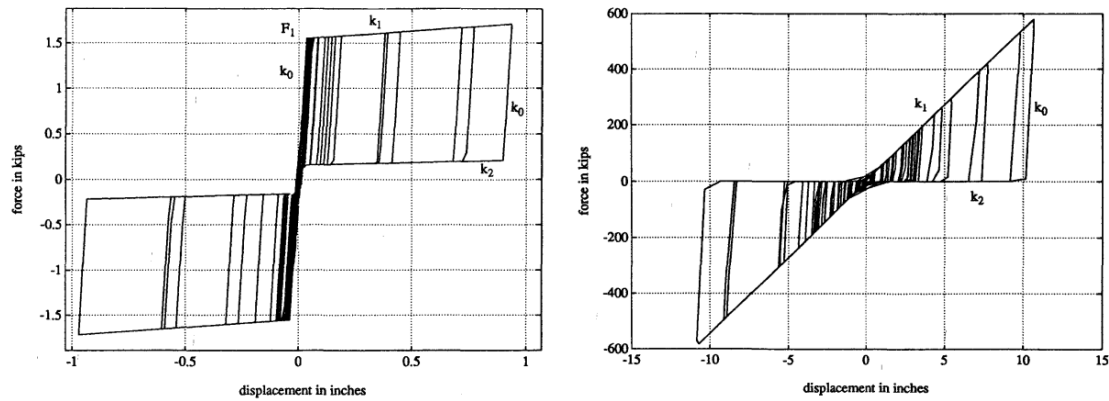 1.5
1
0.5
0
-0.5
-1
-1.5
force in kips
F1
k1
k0
k0
k2
-1
-0.5
0
0.5
1
displacement in inches
600
400
200
0
-200
-400
-600
force in kips
k1
k0
k2
-15
-10
-5
0
5
10
15
displacement in inches